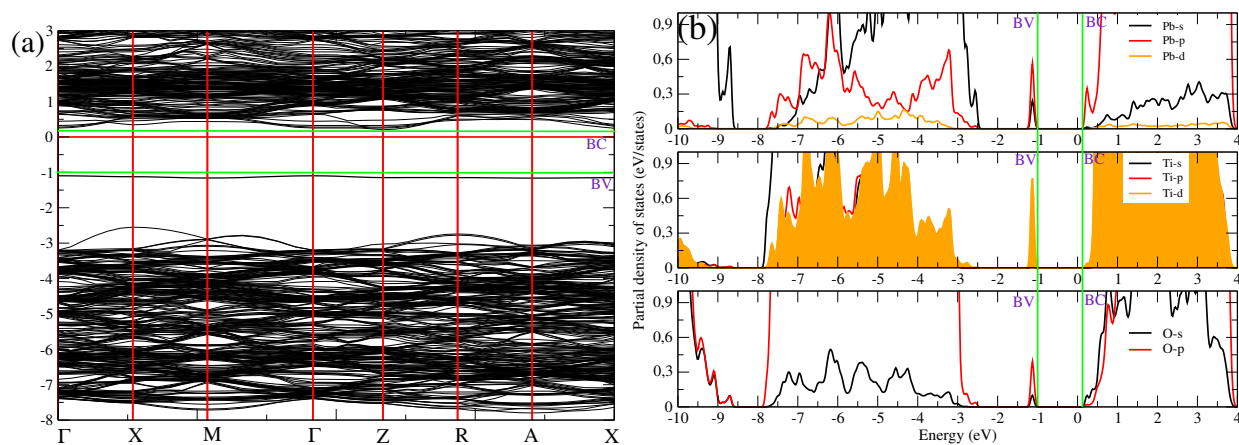 (a)
3
2
1
0
-1
-2
-3
-4
-5
-6
-7
-8
BC
BV
Γ X M Γ Z R A X
(b)
Partial density of states (eV/states)
0.9
0.6
0.3
0
BV
BC
Pb-s
Pb-p
Pb-d
-10 -9 -8 -7 -6 -5 -4 -3 -2 -1 0 1 2 3 4
0.9
0.6
0.3
0
BV
BC
Ti-s
Ti-p
Ti-d
-10 -9 -8 -7 -6 -5 -4 -3 -2 -1 0 1 2 3 4
0.9
0.6
0.3
0
BV
BC
O-s
O-p
-10 -9 -8 -7 -6 -5 -4 -3 -2 -1 0 1 2 3 4
Energy (eV)